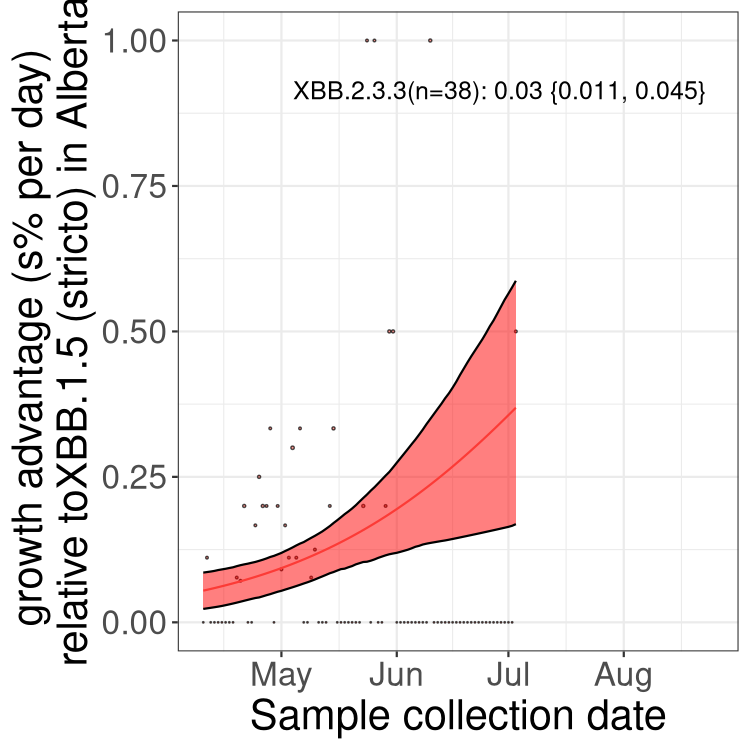 growth advantage (s% per day)
relative toXBB.1.5 (stricto) in Alberta
1.00
XBB.2.3.3(n=38): 0.03 {0.011, 0.045}
0.75
0.50
0.25
0.00
May Jun Jul Aug
Sample collection date